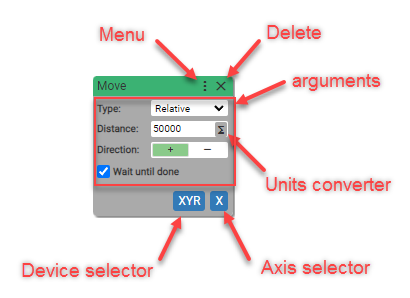 Menu
Delete
Move
arguments
Type: Relative
Distance: 50000 Σ
Direction: + −
Units converter
Wait until done
XYR X
Device selector
Axis selector